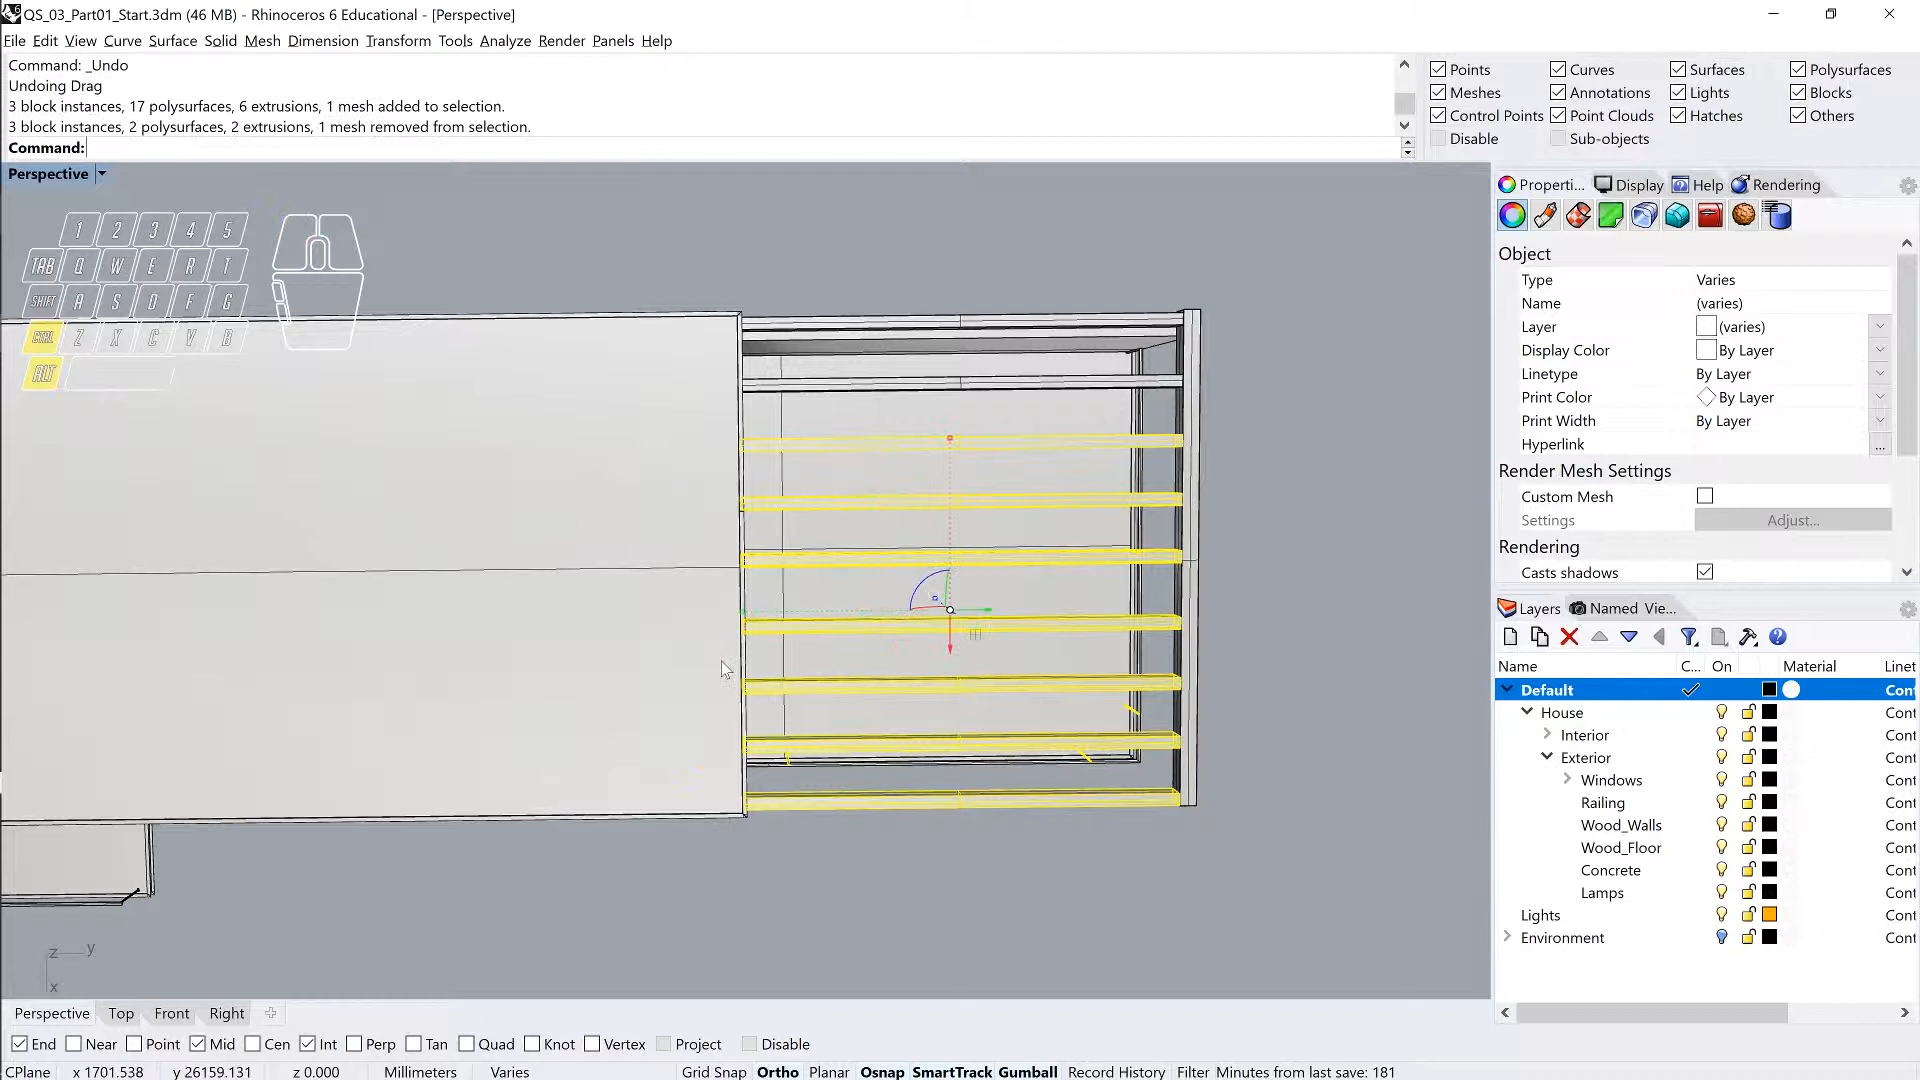 QS_03_Part01_Start.3dm (46 MB) - Rhinoceros 6 Educational - [Perspective]
File Edit View Curve Surface Solid Mesh Dimension Transform Tools Analyze Render Panels Help
Command: _Undo
Undoing Drag
3 block instances, 17 polysurfaces, 6 extrusions, 1 mesh added to selection.
3 block instances, 2 polysurfaces, 2 extrusions, 1 mesh removed from selection.
Command:
Points Curves Surfaces Polysurfaces
Meshes Annotations Lights Blocks
Control Points Point Clouds Hatches Others
Disable Sub-objects
Perspective
1 2 3 4 5
TAB Q W E R T
SHIFT A S D F G
CTRL Z X C V B
ALT
z y
x
Properti... Display Help Rendering
Object
Type Varies
Name (varies)
Layer (varies)
Display Color By Layer
Linetype By Layer
Print Color By Layer
Print Width By Layer
Hyperlink ...
Render Mesh Settings
Custom Mesh
Settings Adjust...
Rendering
Casts shadows
Layers Named Vie...
Name C... On Material Linet
Default Cont
House Cont
Interior Cont
Exterior Cont
Windows Cont
Railing Cont
Wood_Walls Cont
Wood_Floor Cont
Concrete Cont
Lamps Cont
Lights Cont
Environment Cont
Perspective Top Front Right
End Near Point Mid Cen Int Perp Tan Quad Knot Vertex Project Disable
CPlane x 1701.538 y 26159.131 z 0.000 Millimeters Varies Grid Snap Ortho Planar Osnap SmartTrack Gumball Record History Filter Minutes from last save: 181